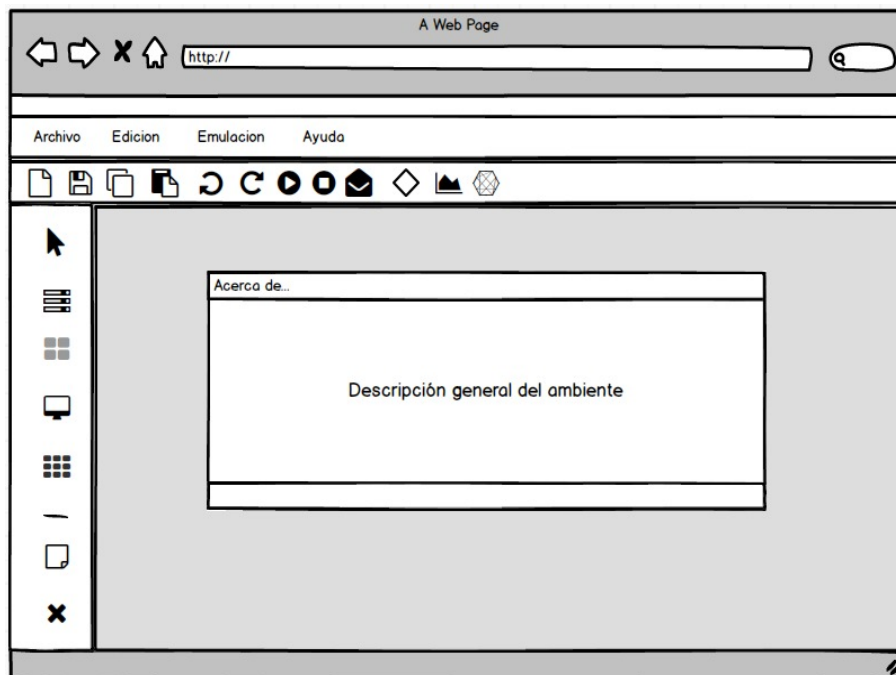 A Web Page
http://
Archivo Edicion Emulacion Ayuda
Acerca de...
Descripción general del ambiente